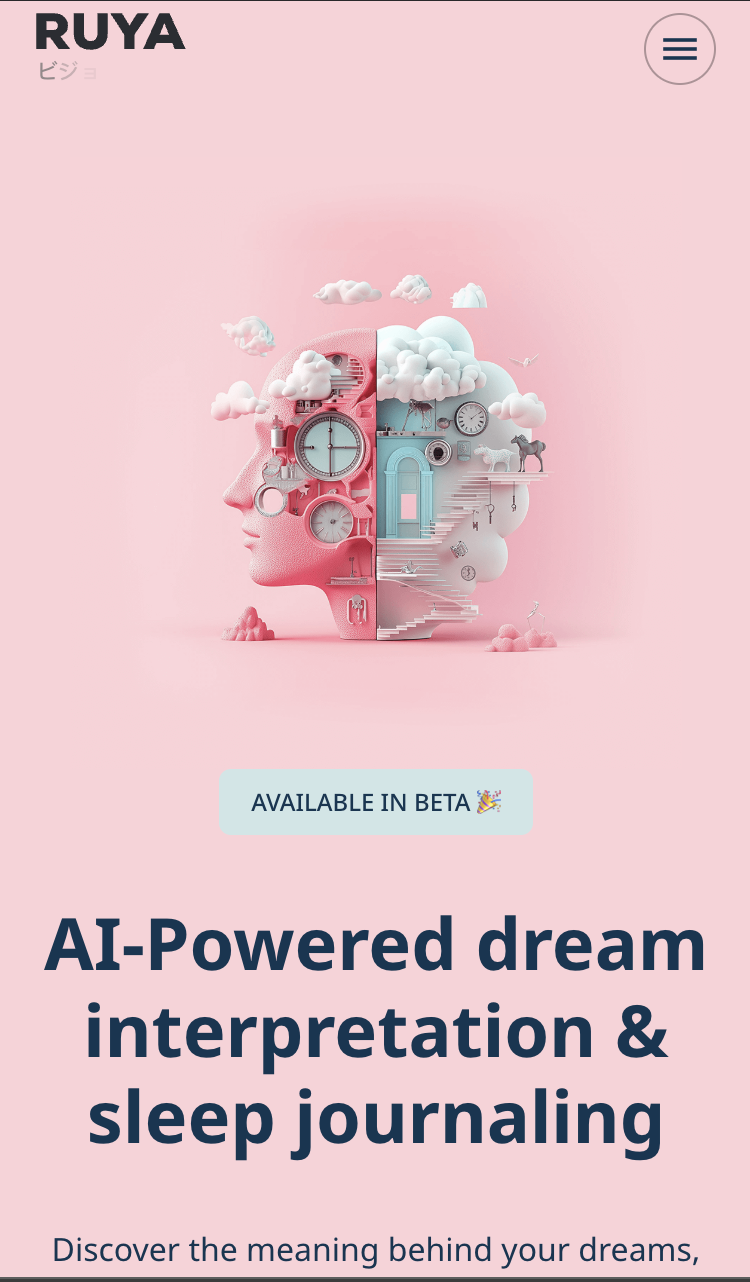 RUYA
ビジョ
AVAILABLE IN BETA 🎉
AI-Powered dream
interpretation &
sleep journaling
Discover the meaning behind your dreams,